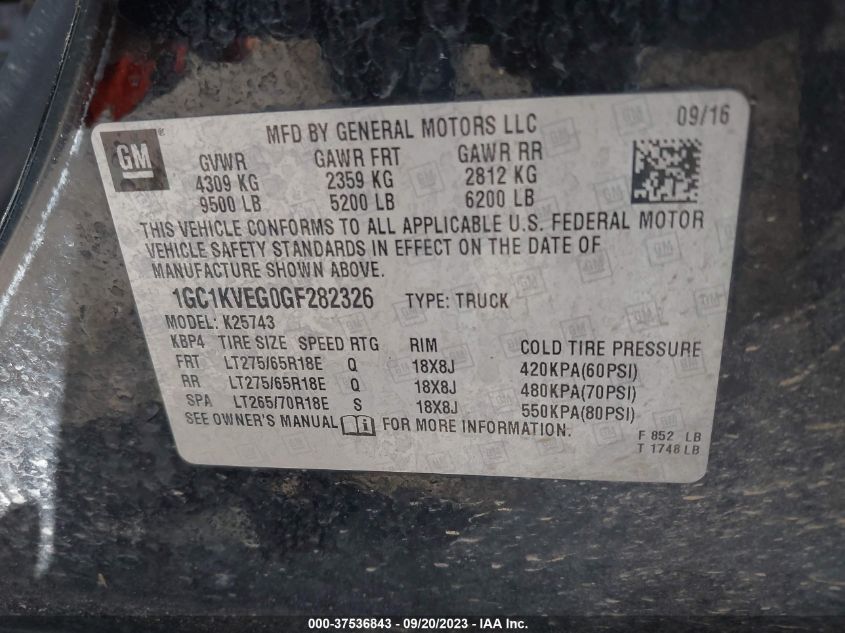 MFD BY GENERAL MOTORS LLC 09/16
GM
GVWR GAWR FRT GAWR RR
4309 KG 2359 KG 2812 KG
9500 LB 5200 LB 6200 LB
THIS VEHICLE CONFORMS TO ALL APPLICABLE U.S. FEDERAL MOTOR
VEHICLE SAFETY STANDARDS IN EFFECT ON THE DATE OF
MANUFACTURE SHOWN ABOVE.
1GC1KVEG0GF282326 TYPE: TRUCK
MODEL: K25743
KBP4 TIRE SIZE SPEED RTG RIM COLD TIRE PRESSURE
FRT LT275/65R18E Q 18X8J 420KPA(60PSI)
RR LT275/65R18E Q 18X8J 480KPA(70PSI)
SPA LT265/70R18E S 18X8J 550KPA(80PSI)
SEE OWNER'S MANUAL i FOR MORE INFORMATION.
F 852 LB
T 1748 LB
000-37536843 - 09/20/2023 - IAA Inc.